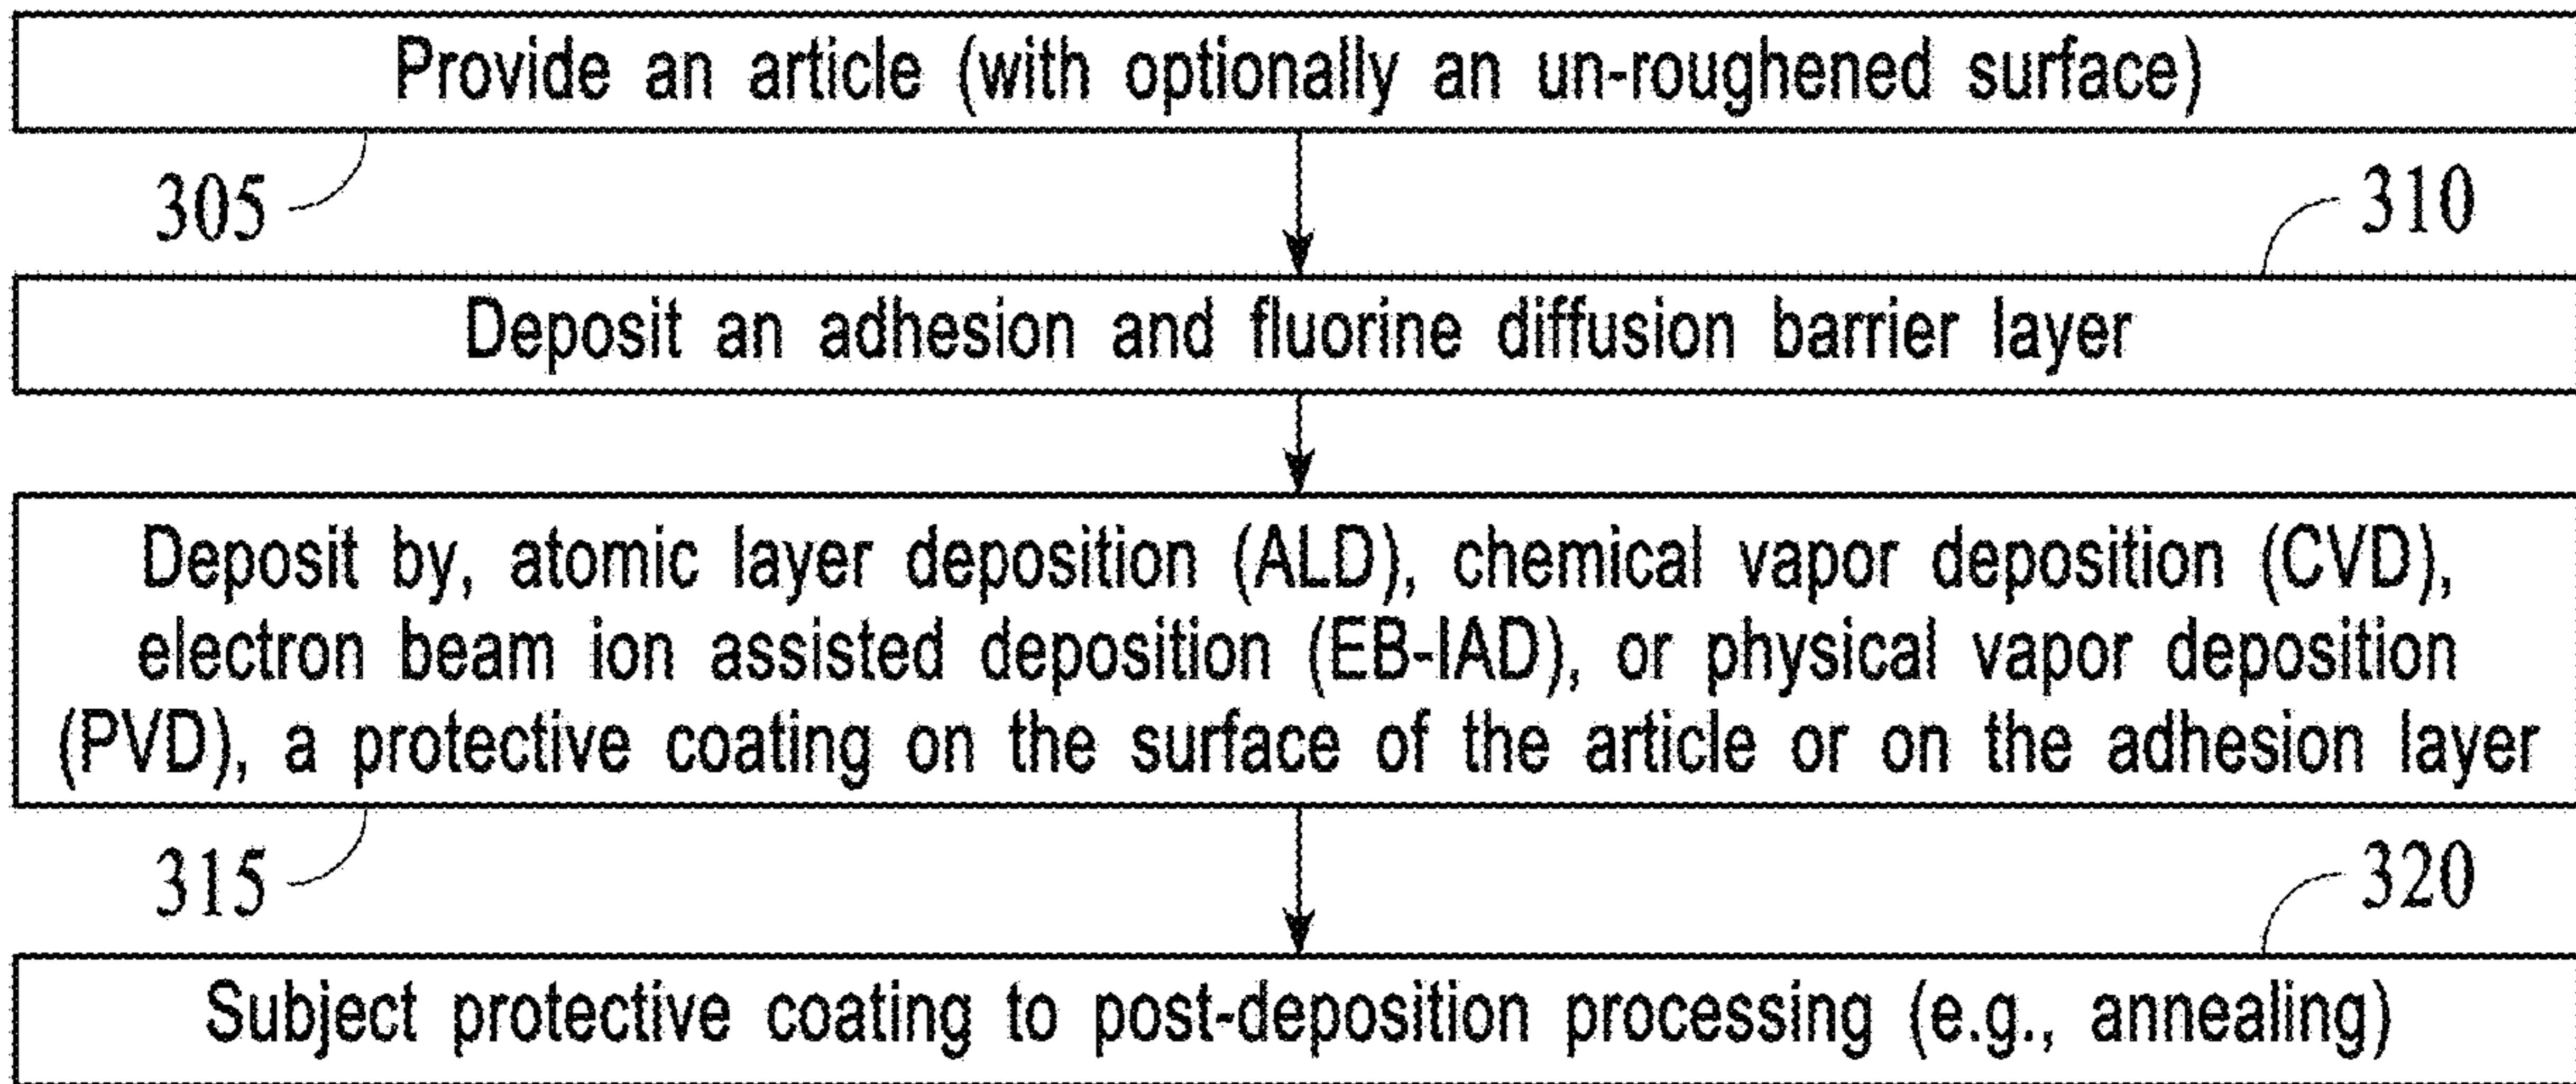 Provide an article (with optionally an un-roughened surface)
305
310
Deposit an adhesion and fluorine diffusion barrier layer
Deposit by, atomic layer deposition (ALD), chemical vapor deposition (CVD),
electron beam ion assisted deposition (EB-IAD), or physical vapor deposition
(PVD), a protective coating on the surface of the article or on the adhesion layer
315
320
Subject protective coating to post-deposition processing (e.g., annealing)